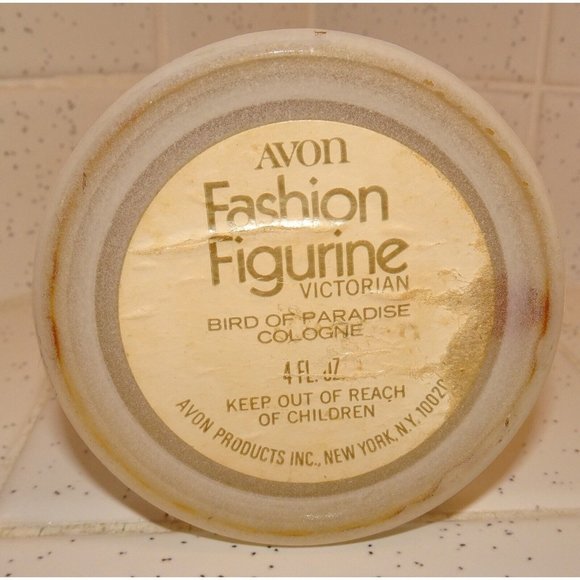 AVON
Fashion
Figurine
VICTORIAN
BIRD OF PARADISE
COLOGNE
4 FL. OZ.
KEEP OUT OF REACH
OF CHILDREN
AVON PRODUCTS INC., NEW YORK, N.Y. 10020